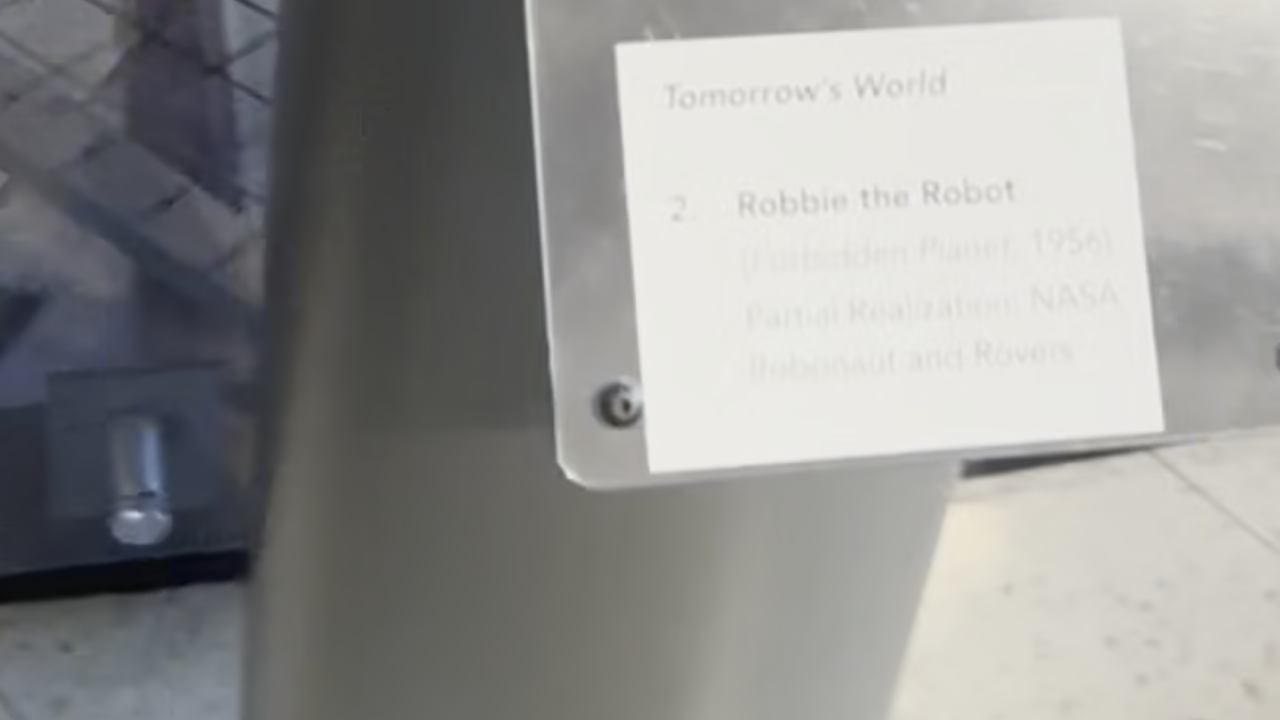 Tomorrow's World
2. Robbie the Robot
(Forbidden Planet, 1956)
Partial Realization: NASA
Robonaut and Rovers